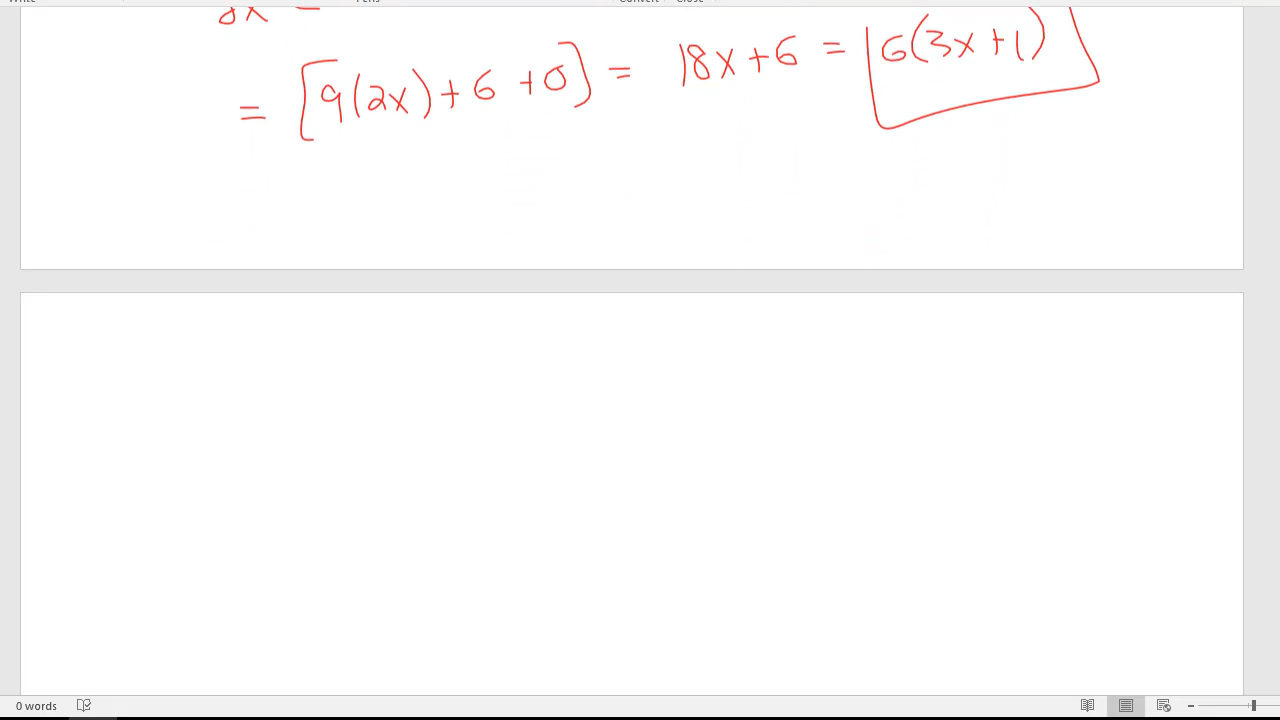 = [9(2x) + 6 + 0] = 18x + 6 = 6(3x + 1)
0 words